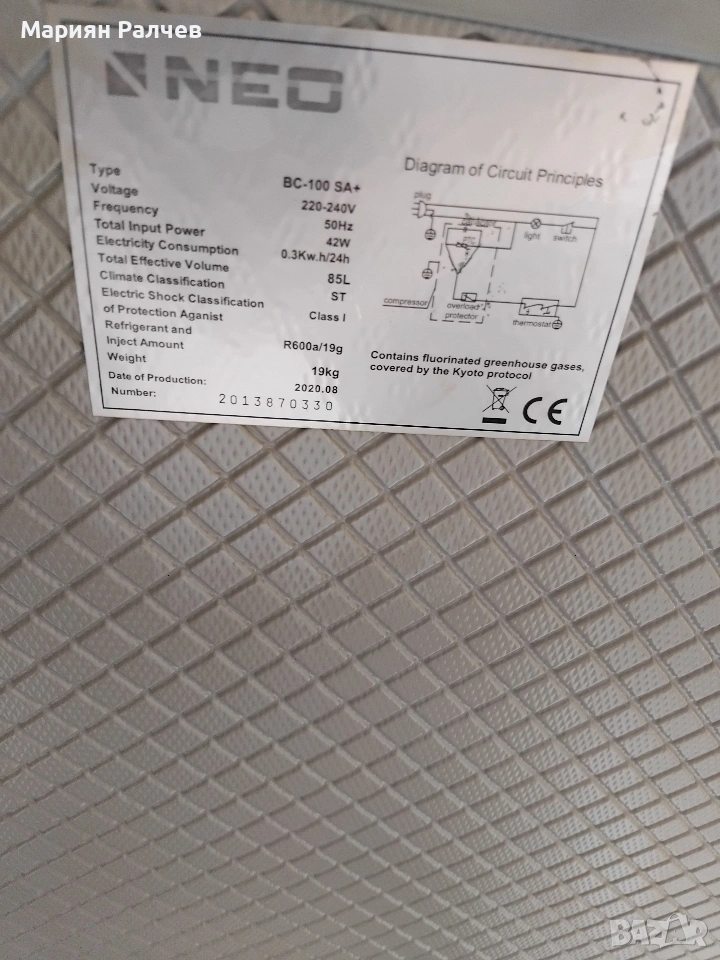 Мариян Ралчев
NEO
Type BC-100 SA+
Voltage 220-240V
Frequency 50Hz
Total Input Power 42W
Electricity Consumption 0.3Kw.h/24h
Total Effective Volume 85L
Climate Classification ST
Electric Shock Classification
of Protection Aganist Class I
Refrigerant and
Inject Amount R600a/19g
Weight 19kg
Date of Production: 2020.08
Number: 2013870330
Diagram of Circuit Principles
plug
light
switch
PTC
compressor
overload
protector
thermostat
Contains fluorinated greenhouse gases,
covered by the Kyoto protocol
CE
BAZAR